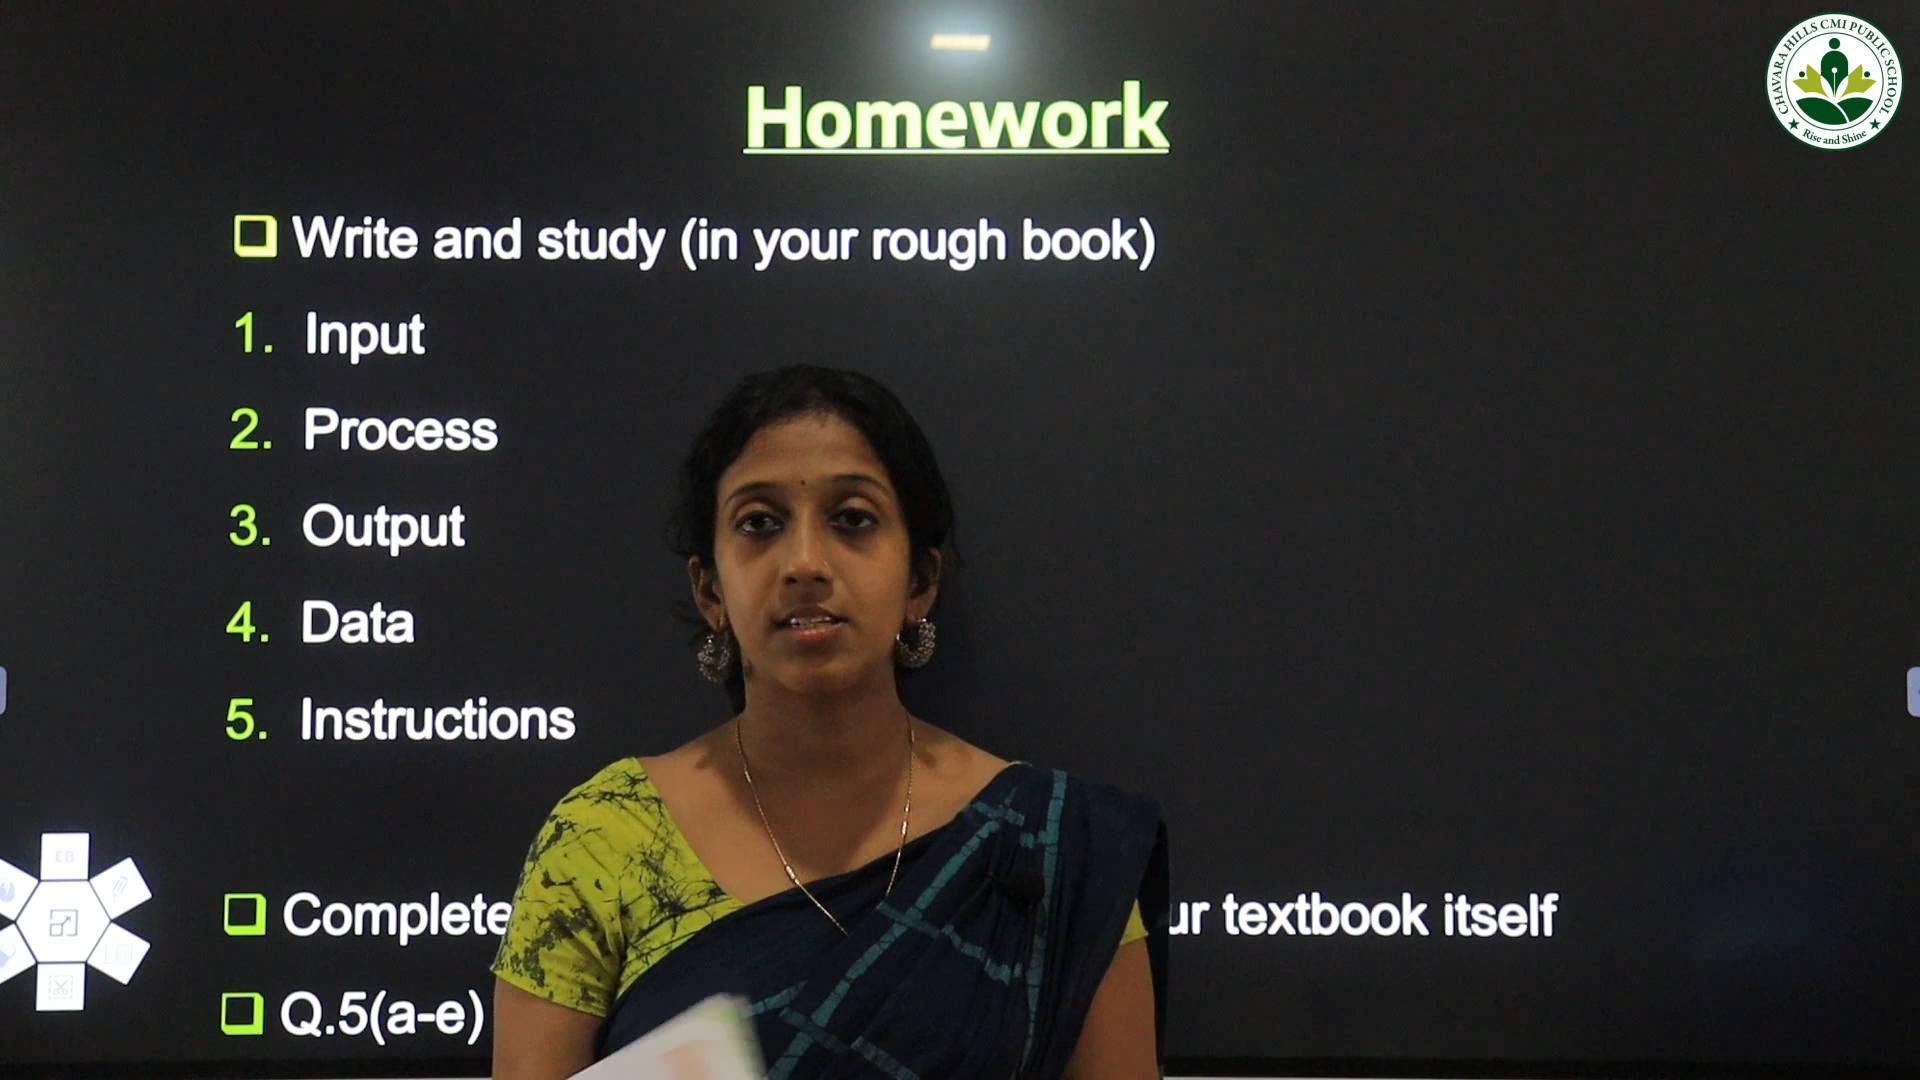 CHAVARA HILLS CMI PUBLIC SCHOOL
Rise and Shine
Homework
Write and study (in your rough book)
1. Input
2. Process
3. Output
4. Data
5. Instructions
Complete textbook itself
Q.5(a-e)